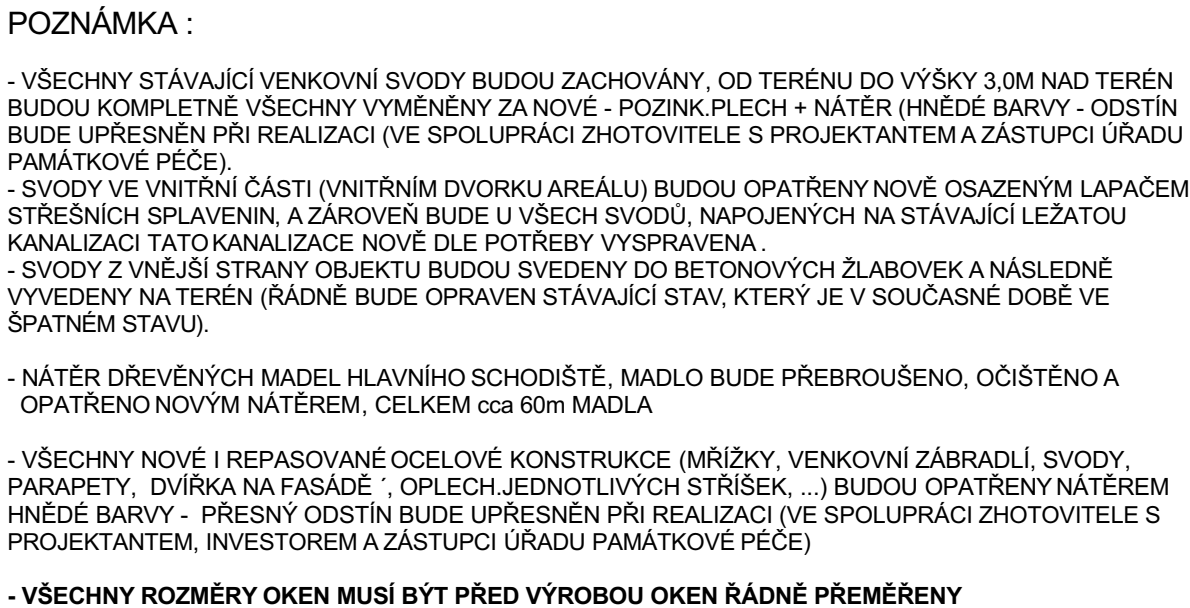 POZNÁMKA :
- VŠECHNY STÁVAJÍCÍ VENKOVNÍ SVODY BUDOU ZACHOVÁNY, OD TERÉNU DO VÝŠKY 3,0M NAD TERÉN
BUDOU KOMPLETNĚ VŠECHNY VYMĚNĚNY ZA NOVÉ - POZINK.PLECH + NÁTĚR (HNĚDÉ BARVY - ODSTÍN
BUDE UPŘESNĚN PŘI REALIZACI (VE SPOLUPRÁCI ZHOTOVITELE S PROJEKTANTEM A ZÁSTUPCI ÚŘADU
PAMÁTKOVÉ PÉČE).
- SVODY VE VNITŘNÍ ČÁSTI (VNITŘNÍM DVORKU AREÁLU) BUDOU OPATŘENY NOVĚ OSAZENÝM LAPAČEM
STŘEŠNÍCH SPLAVENIN, A ZÁROVEŇ BUDE U VŠECH SVODŮ, NAPOJENÝCH NA STÁVAJÍCÍ LEŽATOU
KANALIZACI TATO KANALIZACE NOVĚ DLE POTŘEBY VYSPRAVENA .
- SVODY Z VNĚJŠÍ STRANY OBJEKTU BUDOU SVEDENY DO BETONOVÝCH ŽLABOVEK A NÁSLEDNĚ
VYVEDENY NA TERÉN (ŘÁDNĚ BUDE OPRAVEN STÁVAJÍCÍ STAV, KTERÝ JE V SOUČASNÉ DOBĚ VE
ŠPATNÉM STAVU).
- NÁTĚR DŘEVĚNÝCH MADEL HLAVNÍHO SCHODIŠTĚ, MADLO BUDE PŘEBROUŠENO, OČIŠTĚNO A
OPATŘENO NOVÝM NÁTĚREM, CELKEM cca 60m MADLA
- VŠECHNY NOVÉ I REPASOVANÉ OCELOVÉ KONSTRUKCE (MŘÍŽKY, VENKOVNÍ ZÁBRADLÍ, SVODY,
PARAPETY, DVÍŘKA NA FASÁDĚ ´, OPLECH.JEDNOTLIVÝCH STŘÍŠEK, ...) BUDOU OPATŘENY NÁTĚREM
HNĚDÉ BARVY - PŘESNÝ ODSTÍN BUDE UPŘESNĚN PŘI REALIZACI (VE SPOLUPRÁCI ZHOTOVITELE S
PROJEKTANTEM, INVESTOREM A ZÁSTUPCI ÚŘADU PAMÁTKOVÉ PÉČE)
- VŠECHNY ROZMĚRY OKEN MUSÍ BÝT PŘED VÝROBOU OKEN ŘÁDNĚ PŘEMĚŘENY